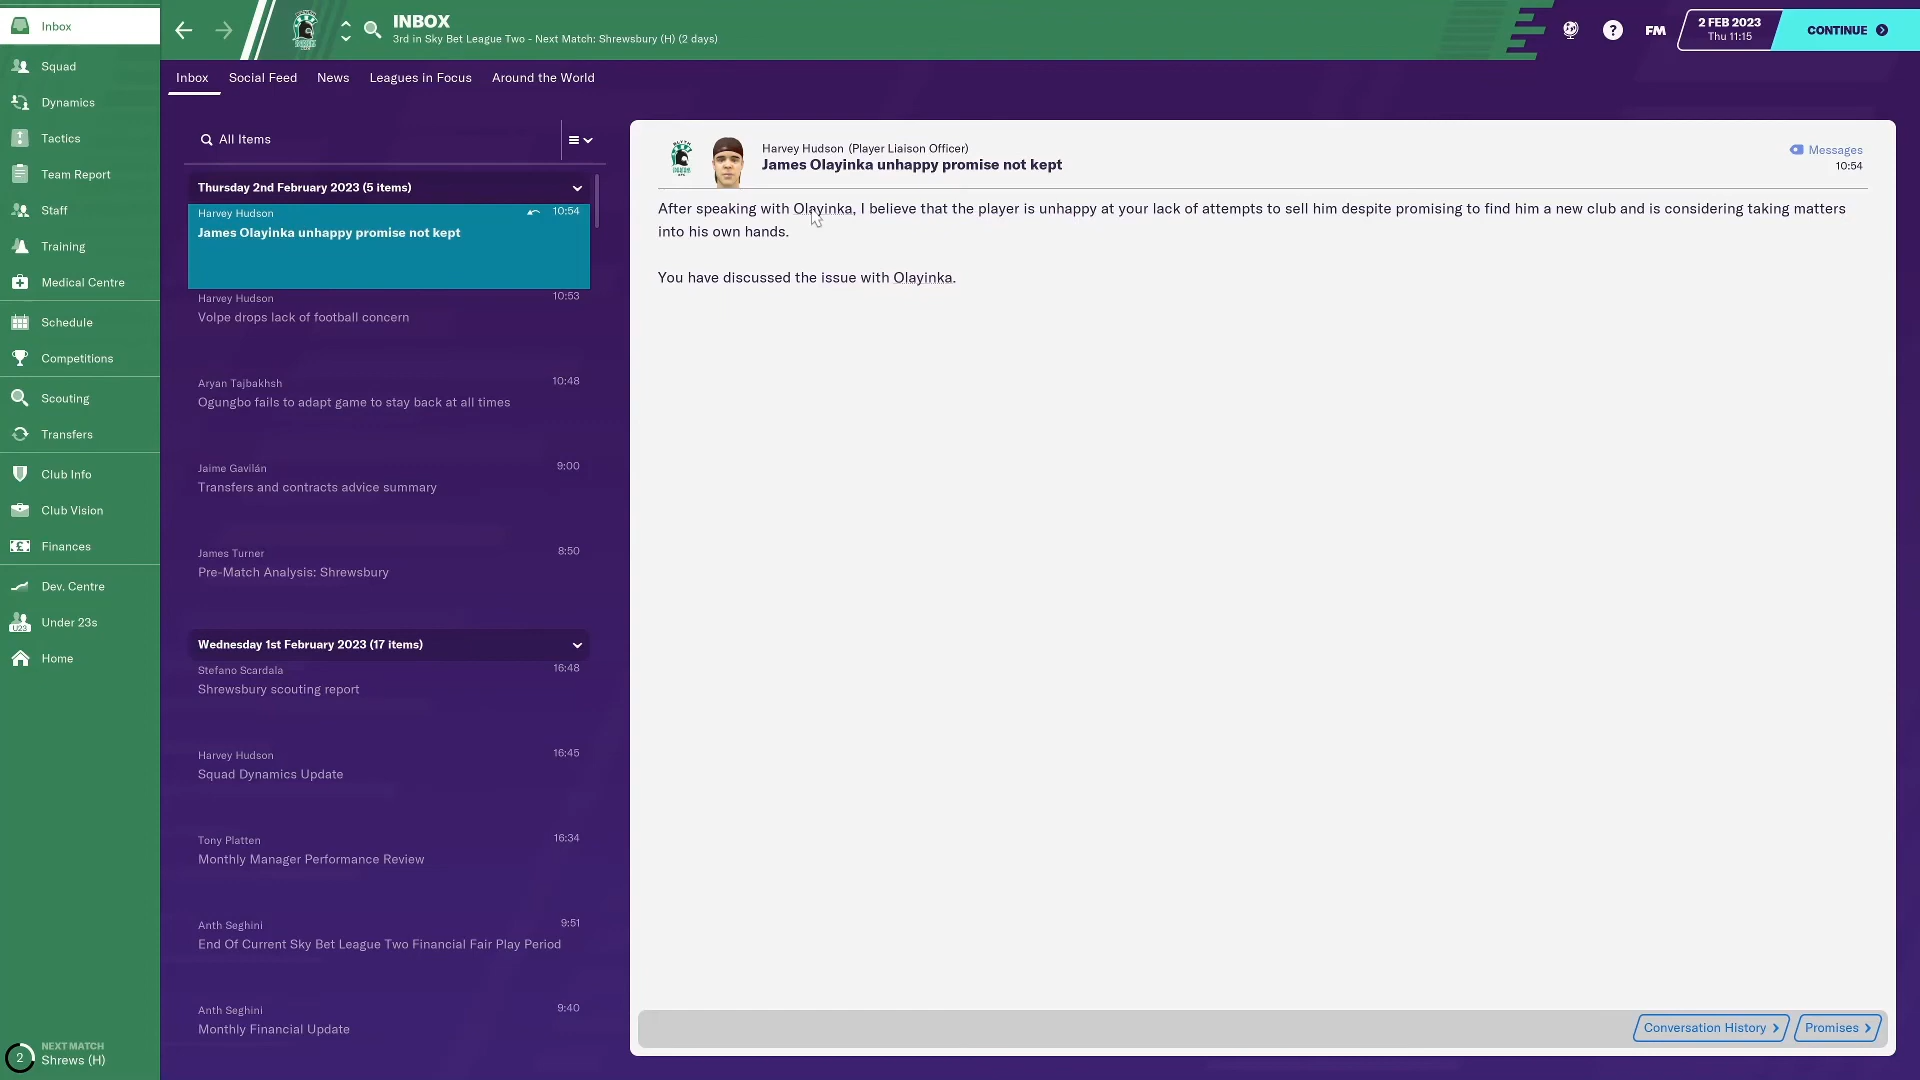 Inbox
Squad
Dynamics
Tactics
Team Report
Staff
Training
Medical Centre
Schedule
Competitions
Scouting
Transfers
Club Info
Club Vision
Finances
Dev. Centre
U23
Under 23s
Home
2
NEXT MATCH
Shrews (H)
INBOX
3rd in Sky Bet League Two - Next Match: Shrewsbury (H) (2 days)
?
FM
2 FEB 2023
Thu 11:15
CONTINUE
Inbox Social Feed News Leagues in Focus Around the World
All Items
Thursday 2nd February 2023 (5 items)
Harvey Hudson 10:54
James Olayinka unhappy promise not kept
Harvey Hudson 10:53
Volpe drops lack of football concern
Aryan Tajbakhsh 10:48
Ogungbo fails to adapt game to stay back at all times
Jaime Gavilán 9:00
Transfers and contracts advice summary
James Turner 8:50
Pre-Match Analysis: Shrewsbury
Wednesday 1st February 2023 (17 items)
Stefano Scardala 16:48
Shrewsbury scouting report
Harvey Hudson 16:45
Squad Dynamics Update
Tony Platten 16:34
Monthly Manager Performance Review
Anth Seghini 9:51
End Of Current Sky Bet League Two Financial Fair Play Period
Anth Seghini 9:40
Monthly Financial Update
Harvey Hudson (Player Liaison Officer)
James Olayinka unhappy promise not kept
Messages
10:54
After speaking with Olayinka, I believe that the player is unhappy at your lack of attempts to sell him despite promising to find him a new club and is considering taking matters
into his own hands.
You have discussed the issue with Olayinka.
Conversation History
Promises